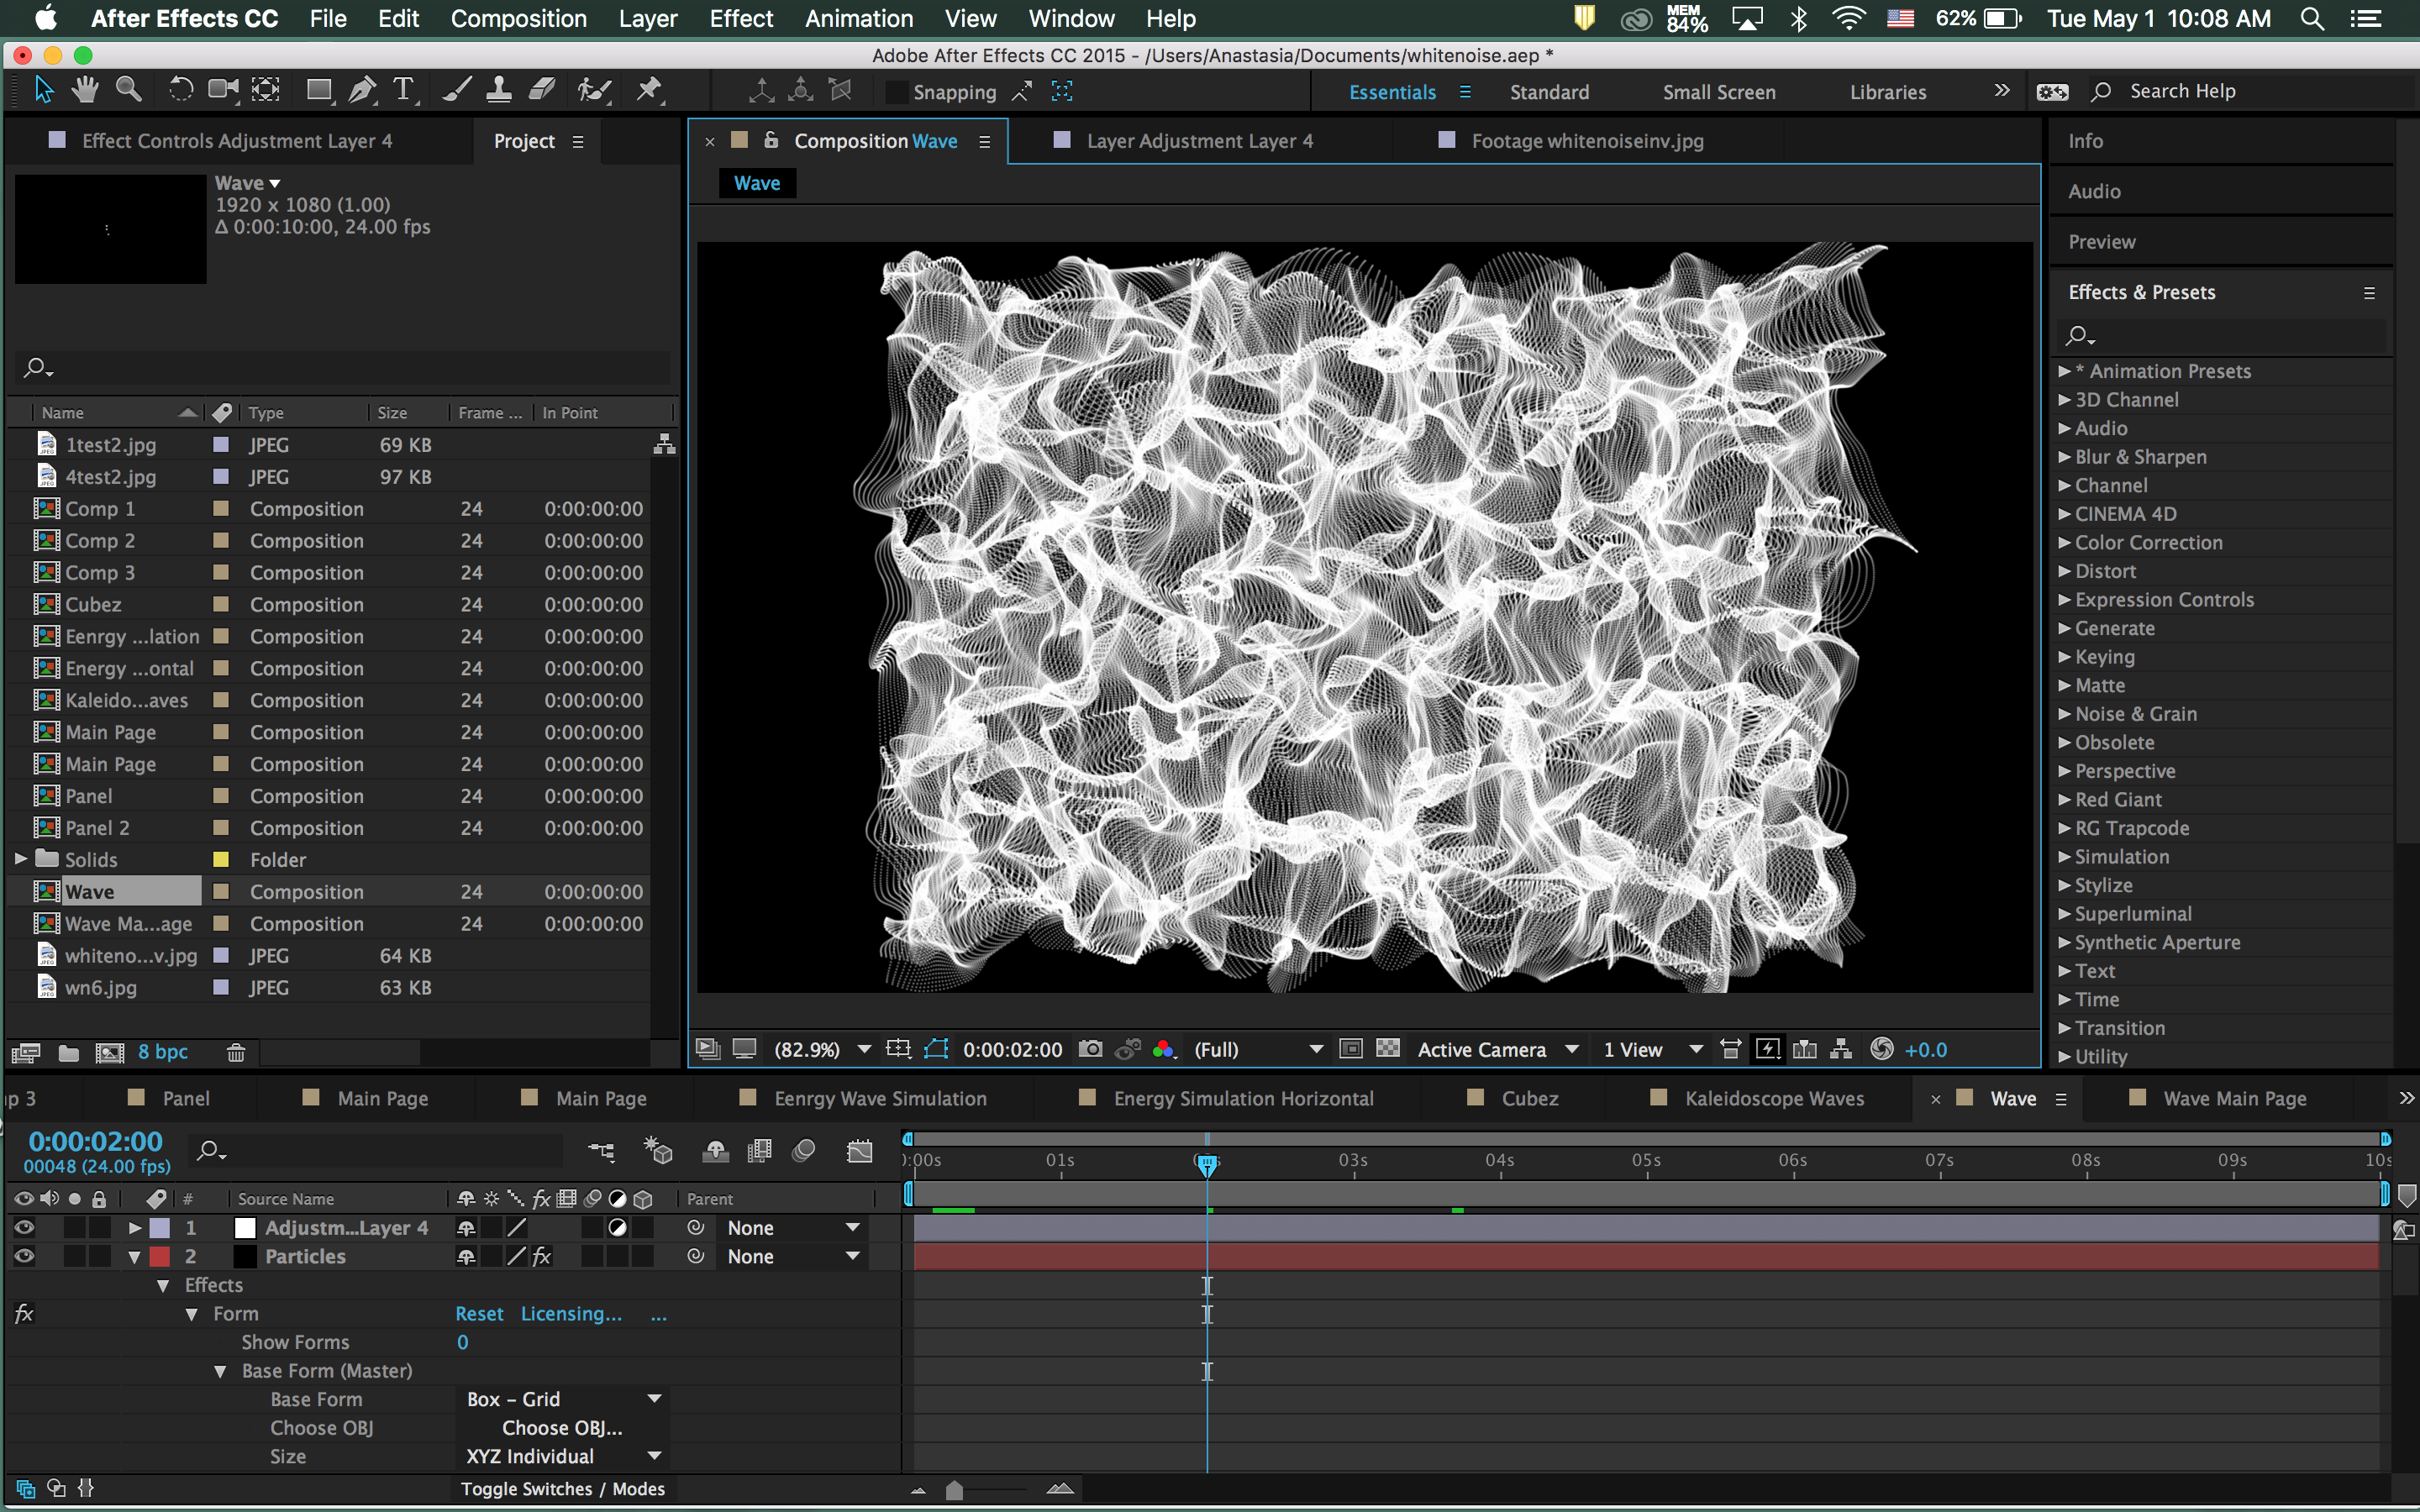 After Effects CC File Edit Composition Layer Effect Animation View Window Help MEM 84% 62% Tue May 1 10:08 AM
Adobe After Effects CC 2015 - /Users/Anastasia/Documents/whitenoise.aep *
Snapping Essentials Standard Small Screen Libraries Search Help
Effect Controls Adjustment Layer 4 Project
Composition Wave Layer Adjustment Layer 4 Footage whitenoiseinv.jpg
Wave
Wave
1920 x 1080 (1.00)
Δ 0:00:10:00, 24.00 fps
Name Type Size Frame ... In Point
1test2.jpg JPEG 69 KB
4test2.jpg JPEG 97 KB
Comp 1 Composition 24 0:00:00:00
Comp 2 Composition 24 0:00:00:00
Comp 3 Composition 24 0:00:00:00
Cubez Composition 24 0:00:00:00
Eenrgy ...lation Composition 24 0:00:00:00
Energy ...ontal Composition 24 0:00:00:00
Kaleido...aves Composition 24 0:00:00:00
Main Page Composition 24 0:00:00:00
Main Page Composition 24 0:00:00:00
Panel Composition 24 0:00:00:00
Panel 2 Composition 24 0:00:00:00
Solids Folder
Wave Composition 24 0:00:00:00
Wave Ma...age Composition 24 0:00:00:00
whiteno...v.jpg JPEG 64 KB
wn6.jpg JPEG 63 KB
8 bpc
(82.9%) 0:00:02:00 (Full) Active Camera 1 View +0.0
Info
Audio
Preview
Effects & Presets
* Animation Presets
3D Channel
Audio
Blur & Sharpen
Channel
CINEMA 4D
Color Correction
Distort
Expression Controls
Generate
Keying
Matte
Noise & Grain
Obsolete
Perspective
Red Giant
RG Trapcode
Simulation
Stylize
Superluminal
Synthetic Aperture
Text
Time
Transition
Utility
p 3 Panel Main Page Main Page Eenrgy Wave Simulation Energy Simulation Horizontal Cubez Kaleidoscope Waves Wave Wave Main Page
0:00:02:00
00048 (24.00 fps)
:00s 01s 03s 04s 05s 06s 07s 08s 09s 10s
# Source Name fx Parent
1 Adjustm...Layer 4 None
2 Particles fx None
Effects
fx Form Reset Licensing... ...
Show Forms 0
Base Form (Master)
Base Form Box – Grid
Choose OBJ Choose OBJ...
Size XYZ Individual
Toggle Switches / Modes